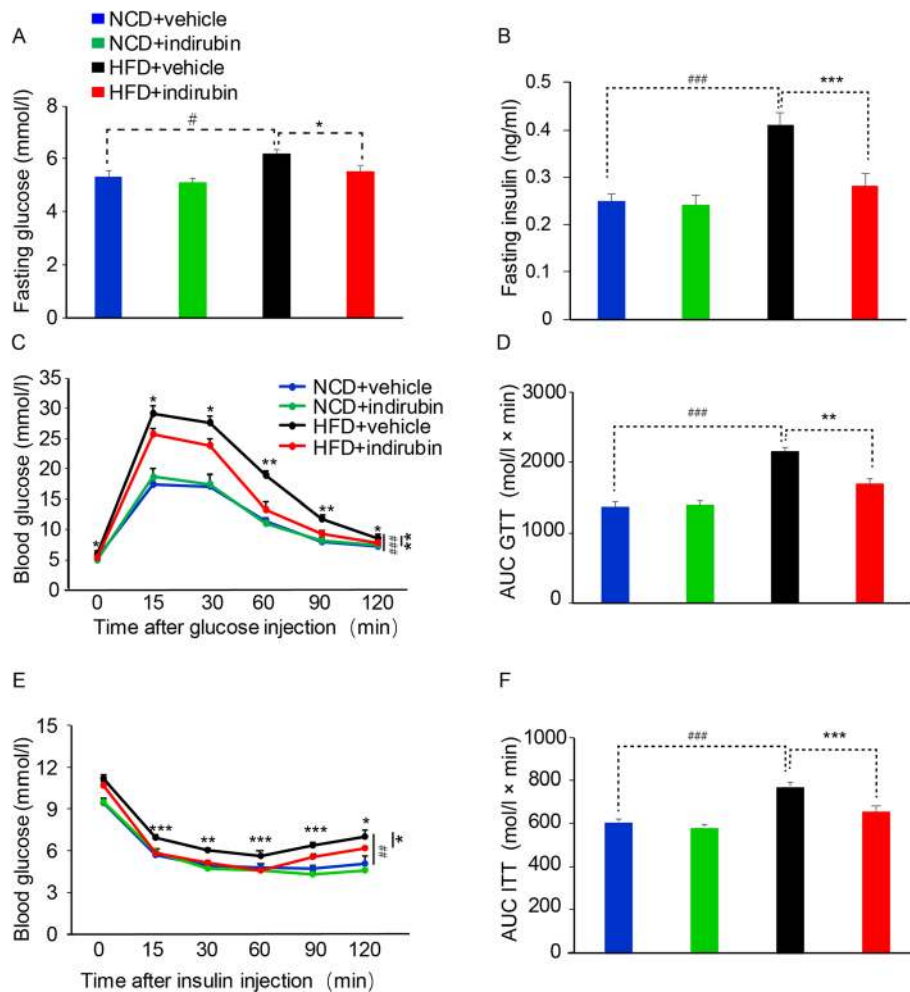 A
NCD+vehicle
NCD+indirubin
HFD+vehicle
HFD+indirubin
Fasting glucose (mmol/l)
8
6
4
2
0
#
*
B
Fasting insulin (ng/ml)
0.5
0.4
0.3
0.2
0.1
0
###
***
C
Blood glucose (mmol/l)
35
30
25
20
15
10
5
0
NCD+vehicle
NCD+indirubin
HFD+vehicle
HFD+indirubin
*
*
*
**
**
*
###
**
0 15 30 60 90 120
Time after glucose injection (min)
D
AUC GTT (mol/l × min)
3000
2000
1000
0
###
**
E
Blood glucose (mmol/l)
15
12
9
6
3
0
***
**
***
***
*
##
*
0 15 30 60 90 120
Time after insulin injection (min)
F
AUC ITT (mol/l × min)
1000
800
600
400
200
0
###
***